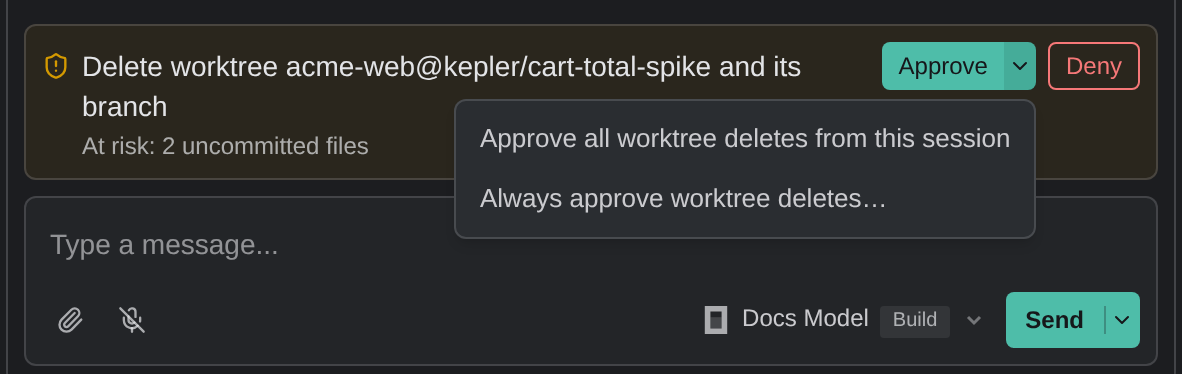 Delete worktree acme-web@kepler/cart-total-spike and its
branch
Approve
Deny
At risk: 2 uncommitted files
Approve all worktree deletes from this session
Always approve worktree deletes…
Type a message...
Docs Model
Build
Send